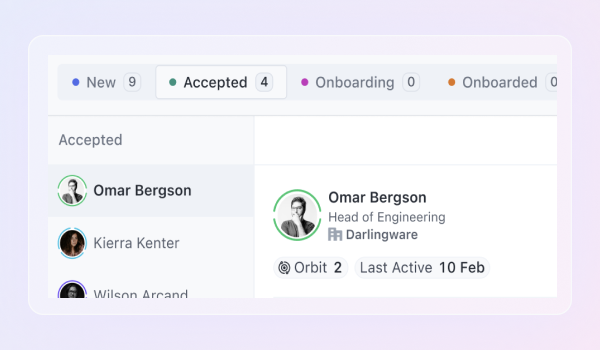 New 9 Accepted 4 Onboarding 0 Onboarded 0
Accepted
Omar Bergson
Kierra Kenter
Wilson Arcand
Omar Bergson
Head of Engineering
Darlingware
Orbit 2 Last Active 10 Feb